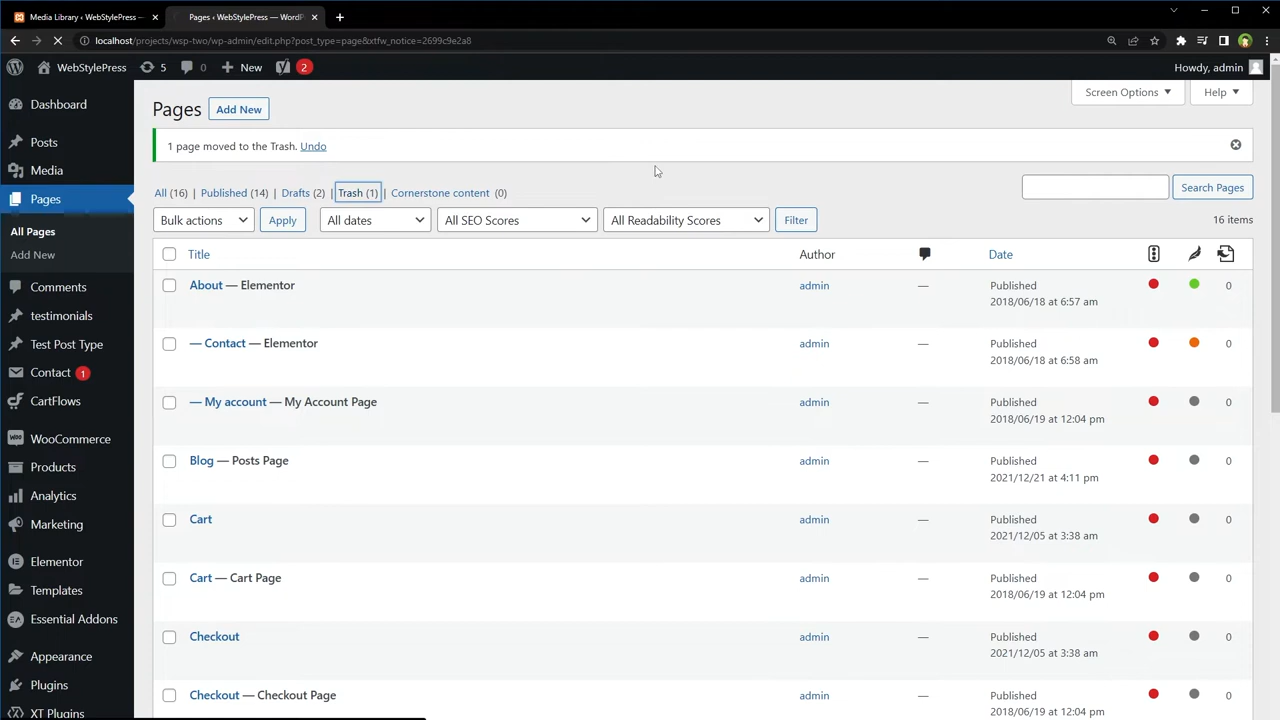 Media Library ‹ WebStylePress —
Pages ‹ WebStylePress — WordP
localhost/projects/wsp-two/wp-admin/edit.php?post_type=page&xtfw_notice=2699c9e2a8
WebStylePress 5 0 New 2 Howdy, admin
Dashboard
Posts
Media
Pages
All Pages
Add New
Comments
testimonials
Test Post Type
Contact 1
CartFlows
WooCommerce
Products
Analytics
Marketing
Elementor
Templates
Essential Addons
Appearance
Plugins
XT Plugins
Screen Options Help
Pages Add New
1 page moved to the Trash. Undo
All (16) | Published (14) | Drafts (2) | Trash (1) | Cornerstone content (0)
Search Pages
Bulk actions Apply All dates All SEO Scores All Readability Scores Filter 16 items
Title Author Date
About — Elementor admin — Published 0
2018/06/18 at 6:57 am
— Contact — Elementor admin — Published 0
2018/06/18 at 6:58 am
— My account — My Account Page admin — Published 0
2018/06/19 at 12:04 pm
Blog — Posts Page admin — Published 0
2021/12/21 at 4:11 pm
Cart admin — Published 0
2021/12/05 at 3:38 am
Cart — Cart Page admin — Published 0
2018/06/19 at 12:04 pm
Checkout admin — Published 0
2021/12/05 at 3:38 am
Checkout — Checkout Page admin — Published 0
2018/06/19 at 12:04 pm